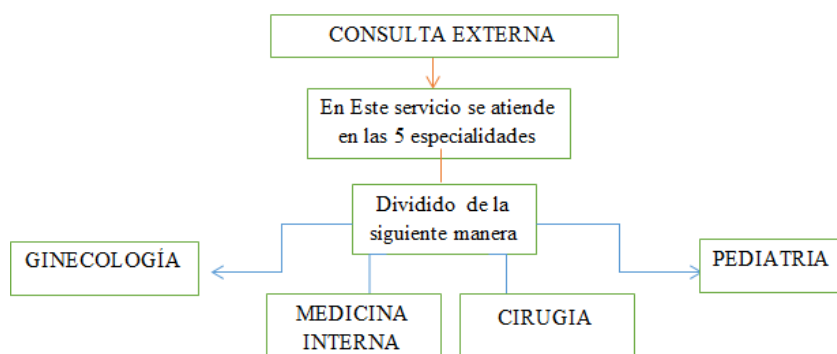 CONSULTA EXTERNA
En Este servicio se atiende
en las 5 especialidades
Dividido de la
siguiente manera
GINECOLOGÍA
PEDIATRIA
MEDICINA
INTERNA
CIRUGIA